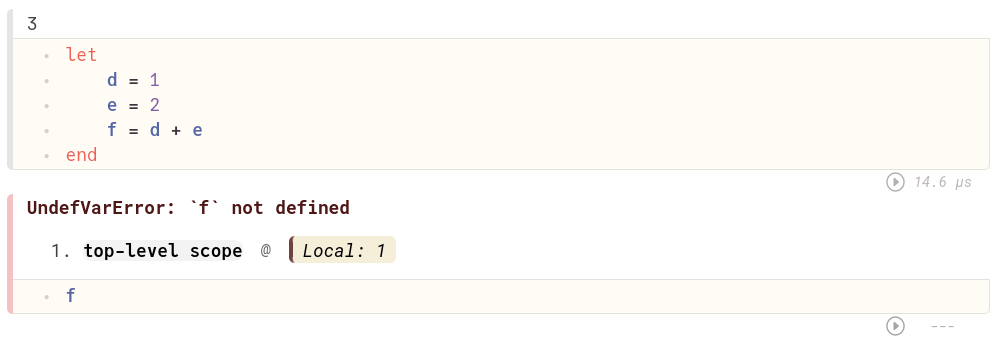 3
let
d = 1
e = 2
f = d + e
end
14.6 μs
UndefVarError: `f` not defined
1. top-level scope @ Local: 1
f
---